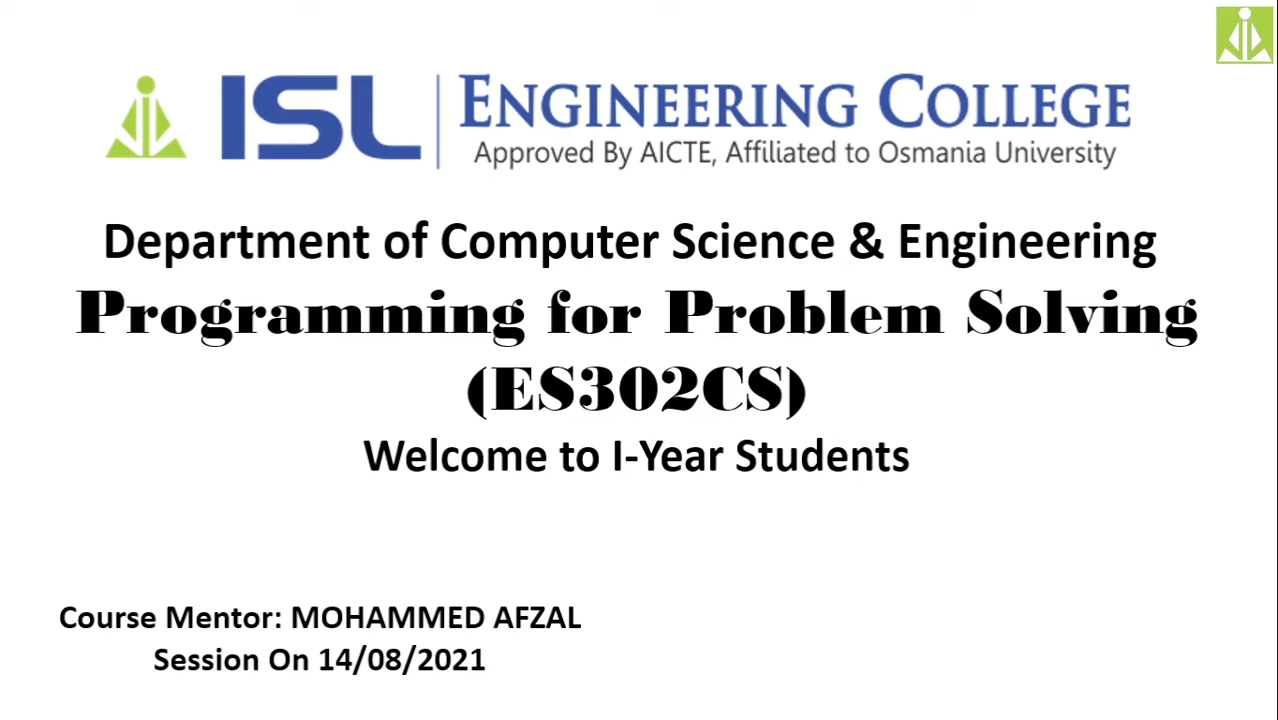 ISL ENGINEERING COLLEGE
Approved By AICTE, Affiliated to Osmania University
Department of Computer Science & Engineering
Programming for Problem Solving
(ES302CS)
Welcome to I-Year Students
Course Mentor: MOHAMMED AFZAL
Session On 14/08/2021